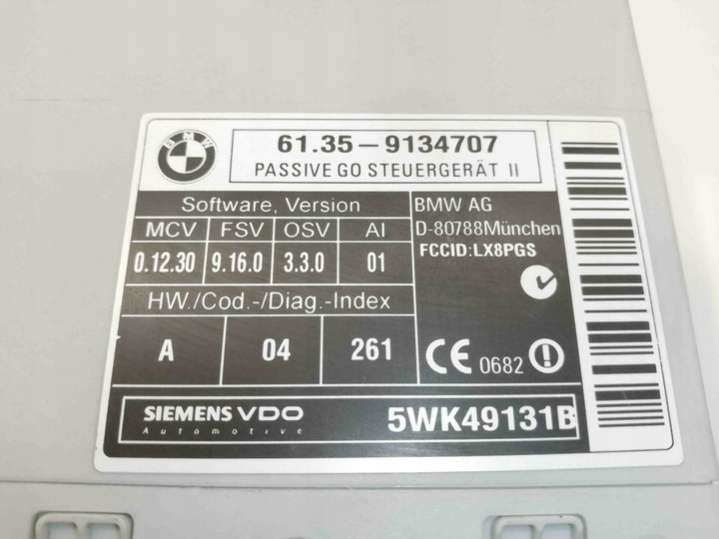 BMW
61.35-9134707
PASSIVE GO STEUERGERÄT II
Software, Version
MCV FSV OSV AI
0.12.30 9.16.0 3.3.0 01
HW./Cod.-/Diag.-Index
A 04 261
BMW AG
D-80788München
FCCID:LX8PGS
CE 0682
SIEMENS VDO
Automotive
5WK49131B